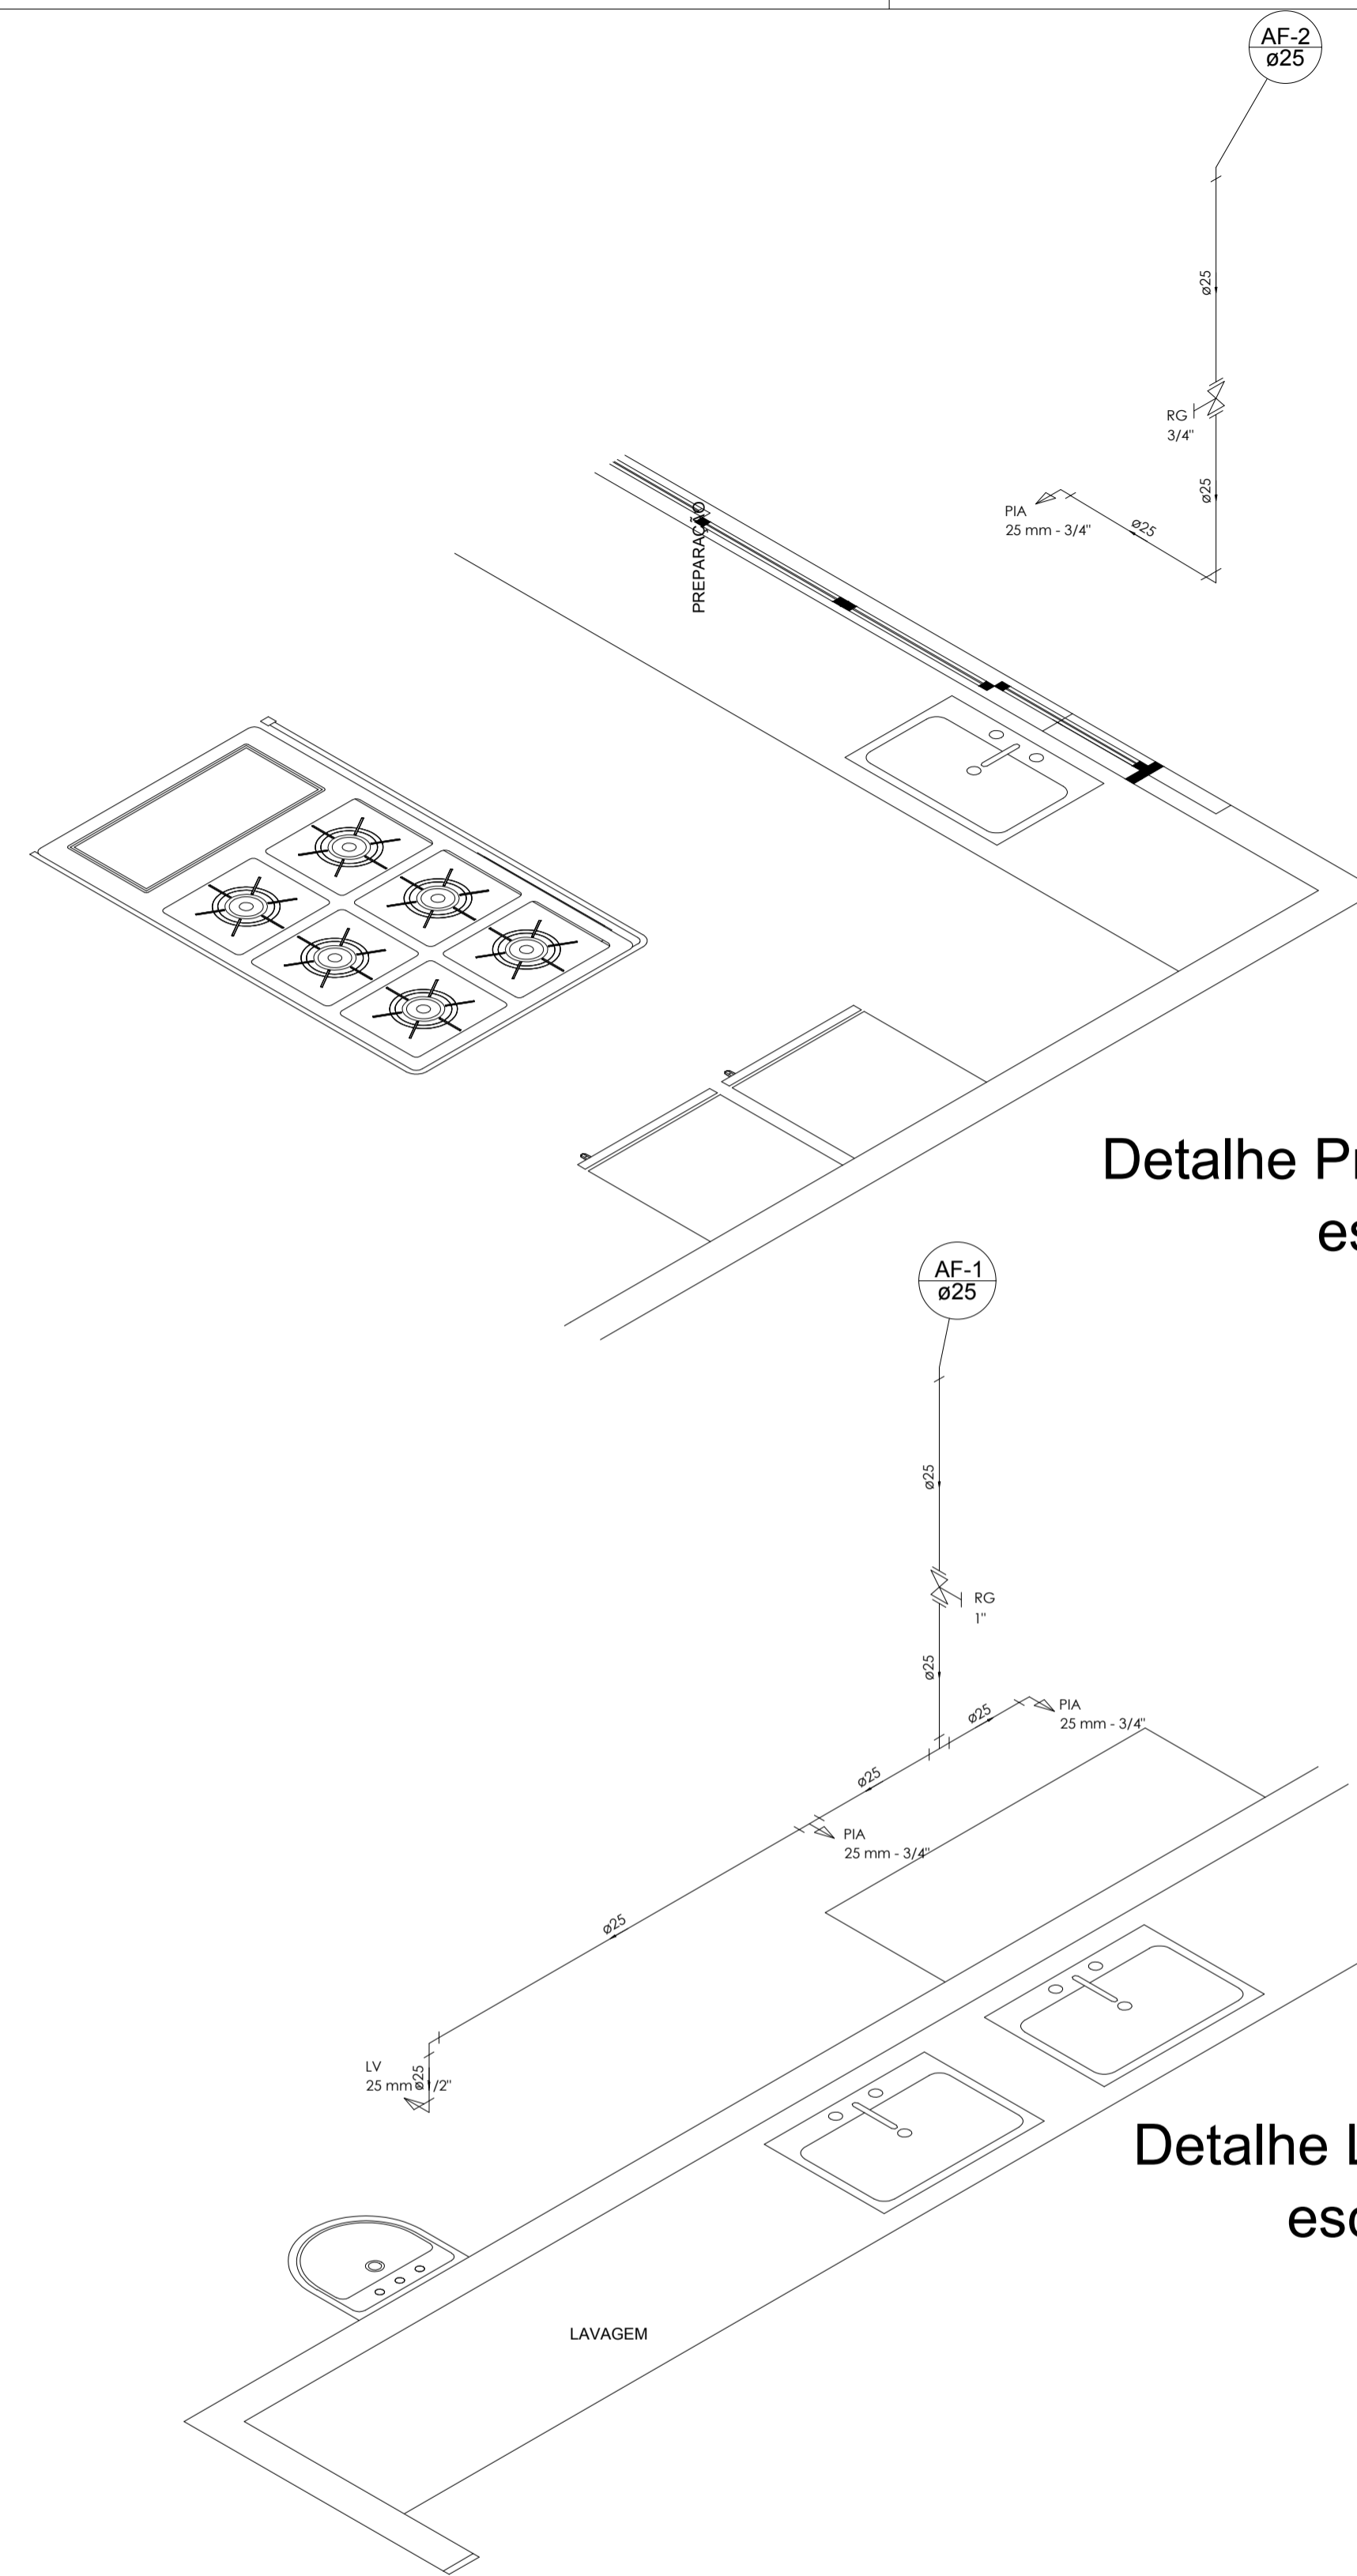 AF-2
ø25
ø25
RG
3/4"
ø25
PIA
25 mm - 3/4"
ø25
PREPARAÇÃO
Detalhe Pr
es
AF-1
ø25
ø25
RG
1"
ø25
ø25
PIA
25 mm - 3/4"
ø25
PIA
25 mm - 3/4"
ø25
LV
25 mm /2"
ø25
Detalhe L
esc
LAVAGEM